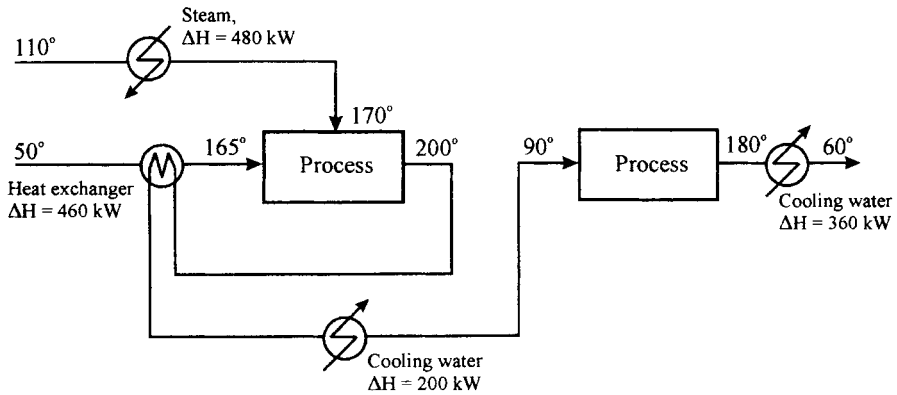 Steam,
ΔH = 480 kW
110°
170°
50°
165°
Process
200°
90°
Process
180°
60°
Heat exchanger
ΔH = 460 kW
Cooling water
ΔH = 360 kW
Cooling water
ΔH = 200 kW